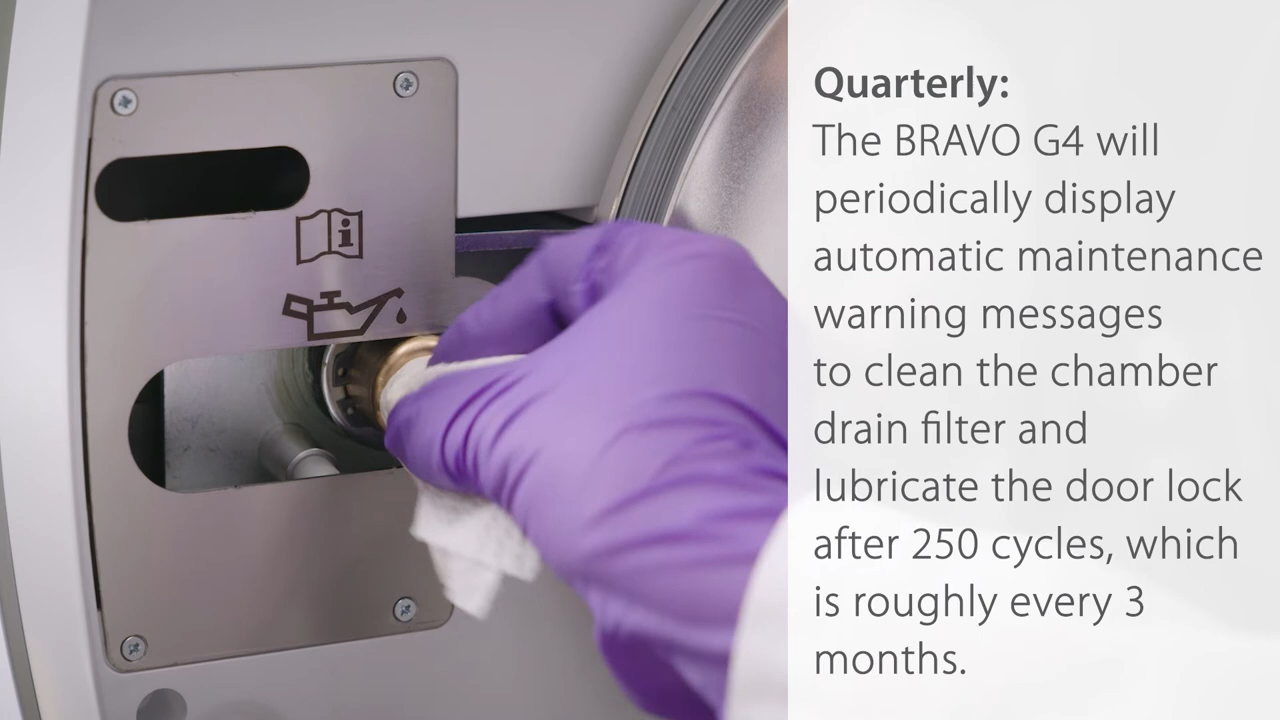 Quarterly:
The BRAVO G4 will
periodically display
automatic maintenance
warning messages
to clean the chamber
drain filter and
lubricate the door lock
after 250 cycles, which
is roughly every 3
months.